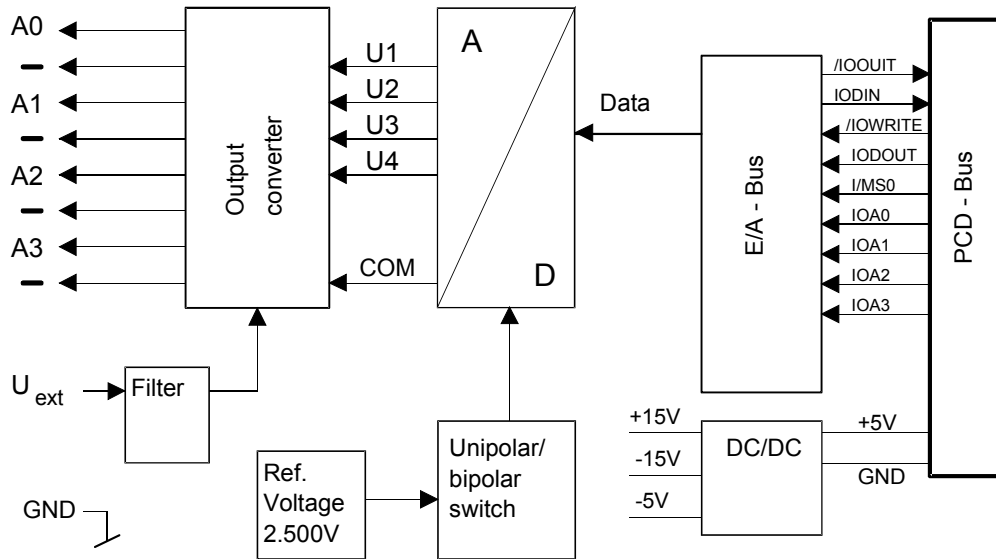 A0
–
A1
–
A2
–
A3
–
Output
converter
U1
U2
U3
U4
COM
A
D
Data
E/A - Bus
/IOOUIT
IODIN
/IOWRITE
IODOUT
I/MS0
IOA0
IOA1
IOA2
IOA3
PCD - Bus
U ext
Filter
GND
Ref.
Voltage
2.500V
Unipolar/
bipolar
switch
+15V
-15V
-5V
DC/DC
+5V
GND